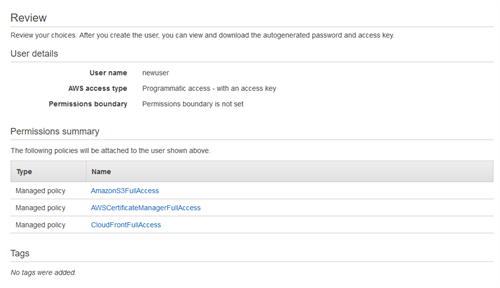 Review
Review your choices. After you create the user, you can view and download the autogenerated password and access key.
User details
User name newuser
AWS access type Programmatic access - with an access key
Permissions boundary Permissions boundary is not set
Permissions summary
The following policies will be attached to the user shown above.
Type Name
Managed policy AmazonS3FullAccess
Managed policy AWSCertificateManagerFullAccess
Managed policy CloudFrontFullAccess
Tags
No tags were added.